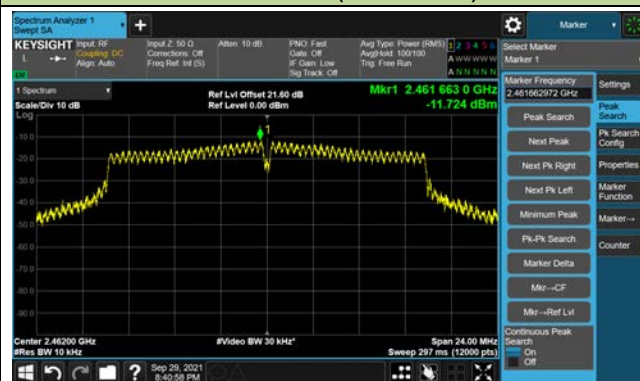 Spectrum Analyzer 1
Swept SA
Marker
KEYSIGHT
Input: RF
Coupling: DC
Align: Auto
Input Z: 50 Ω
Corrections: Off
Freq Ref: Int (S)
Atten: 10 dB
PNO: Fast
Gate: Off
IF Gain: Low
Sig Track: Off
Avg Type: Power (RMS)
Avg|Hold: 100/100
Trig: Free Run
1 2 3 4 5 6
A W W W W W
A N N N N N
Select Marker
Marker 1
1 Spectrum
Scale/Div 10 dB
Log
Ref Lvl Offset 21.60 dB
Ref Level 0.00 dBm
Mkr1 2.461 663 0 GHz
-11.724 dBm
Marker Frequency
2.461662972 GHz
Settings
Peak Search
Peak
Search
Next Peak
Pk Search
Config
Next Pk Right
Properties
Next Pk Left
Marker
Function
Minimum Peak
Marker→
Pk-Pk Search
Counter
Marker Delta
Mkr→CF
Mkr→Ref Lvl
Continuous Peak
Search
On
Off
1
-10.0
-20.0
-30.0
-40.0
-50.0
-60.0
-70.0
-80.0
-90.0
Center 2.46200 GHz
#Res BW 10 kHz
#Video BW 30 kHz*
Span 24.00 MHz
Sweep 297 ms (12000 pts)
Sep 29, 2021
8:40:58 PM